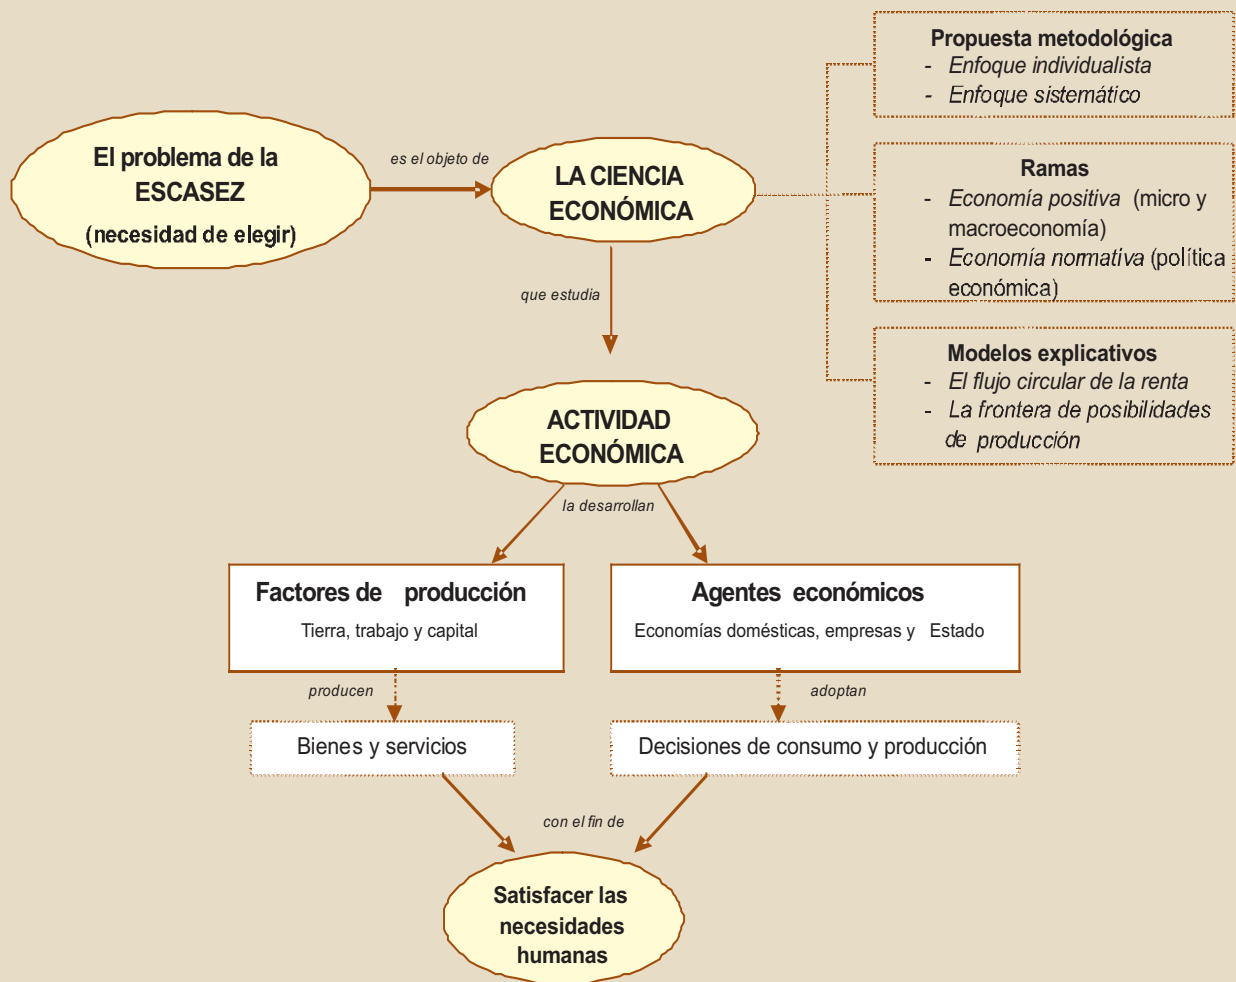 El problema de la
ESCASEZ
(necesidad de elegir)
es el objeto de
LA CIENCIA
ECONÓMICA
Propuesta metodológica
- Enfoque individualista
- Enfoque sistemático
Ramas
- Economía positiva (micro y
macroeconomía)
- Economía normativa (política
económica)
Modelos explicativos
- El flujo circular de la renta
- La frontera de posibilidades
de producción
que estudia
ACTIVIDAD
ECONÓMICA
la desarrollan
Factores de producción
Tierra, trabajo y capital
Agentes económicos
Economías domésticas, empresas y Estado
producen
adoptan
Bienes y servicios
Decisiones de consumo y producción
con el fin de
Satisfacer las
necesidades
humanas